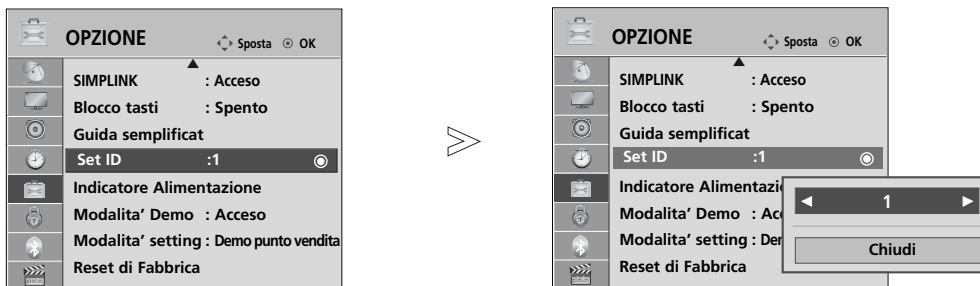 OPZIONE Sposta OK
SIMPLINK : Acceso
Blocco tasti : Spento
Guida semplificat
Set ID :1
Indicatore Alimentazione
Modalita’ Demo : Acceso
Modalita’ setting : Demo punto vendita
Reset di Fabbrica
OPZIONE Sposta OK
SIMPLINK : Acceso
Blocco tasti : Spento
Guida semplificat
Set ID :1
Indicatore Alimentazi
Modalita’ Demo : Ac
Modalita’ setting : Der
Reset di Fabbrica
1
Chiudi